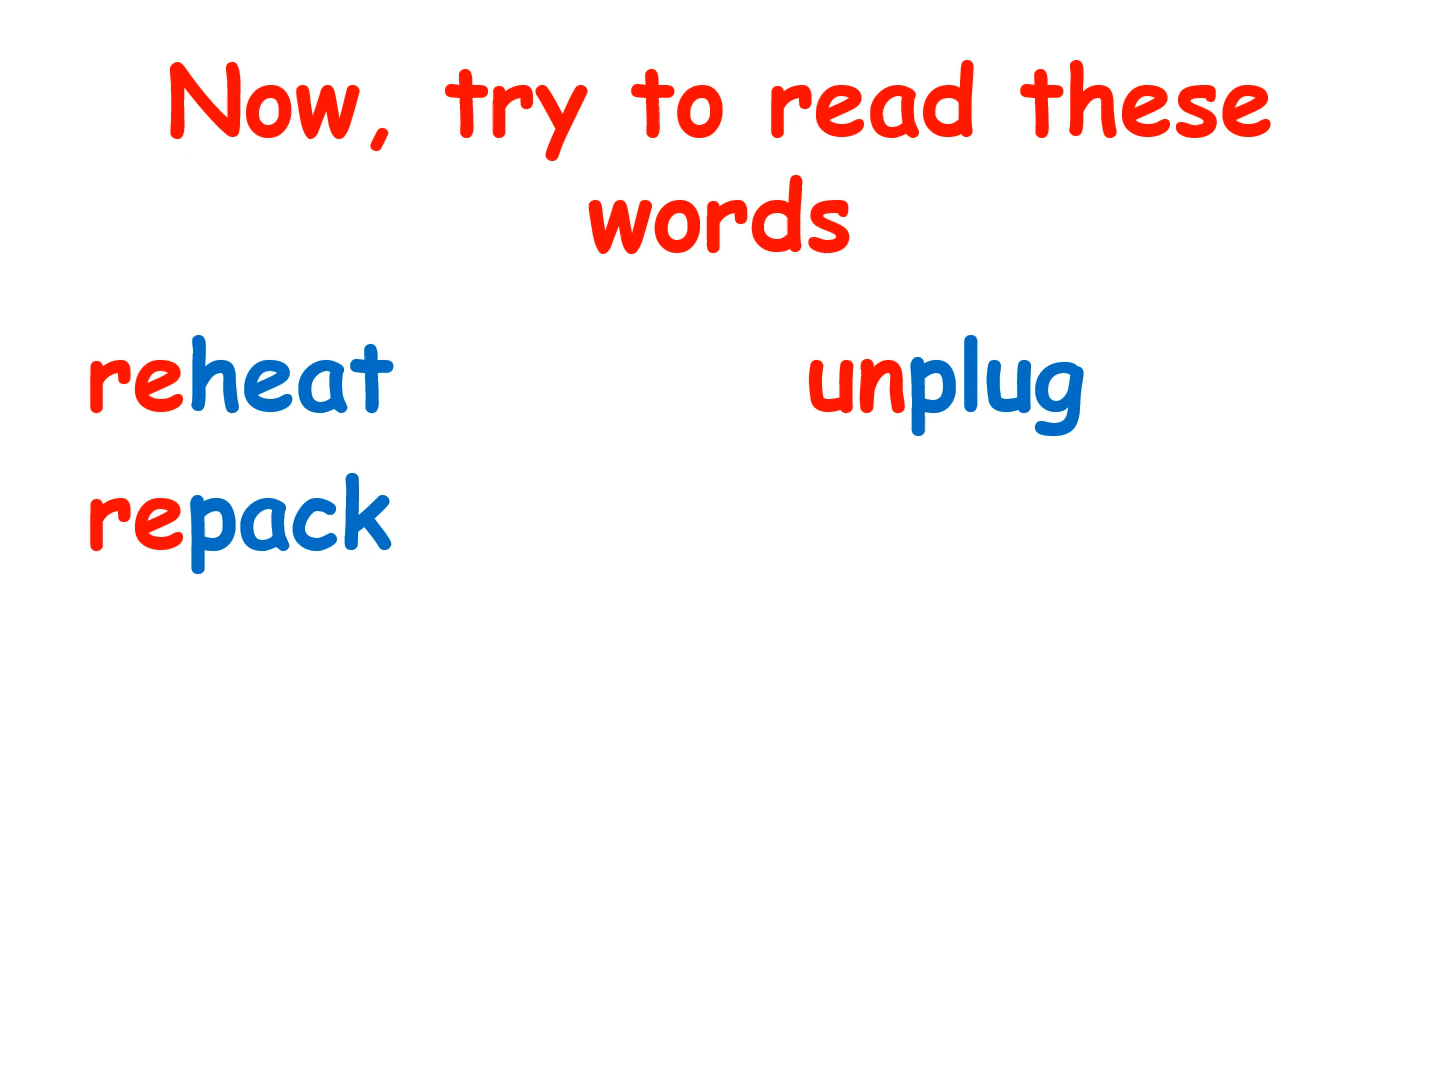 Now, try to read these
words
reheat
unplug
repack